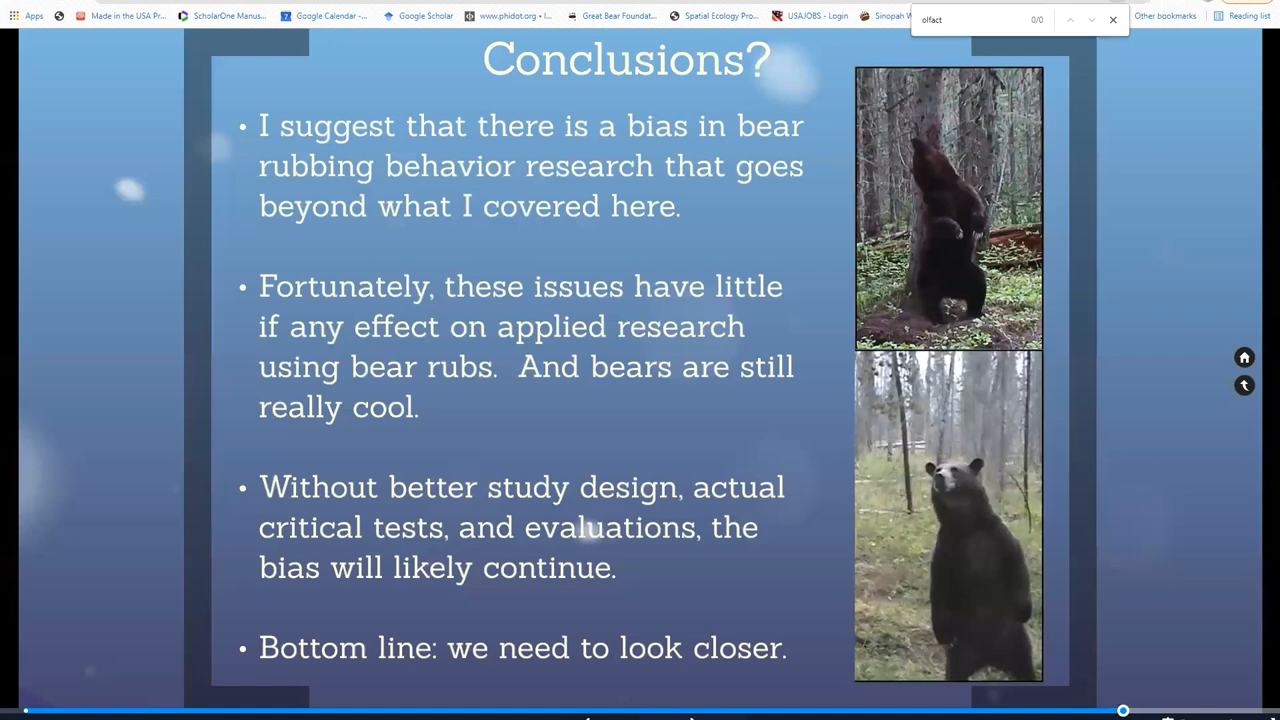 Apps
Made in the USA Pr...
ScholarOne Manus...
Google Calendar -...
Google Scholar
www.phidot.org • I...
Great Bear Foundat...
Spatial Ecology Pro...
USAJOBS - Login
Sinopah W
olfact
0/0
Other bookmarks
Reading list
Conclusions?
• I suggest that there is a bias in bear
rubbing behavior research that goes
beyond what I covered here.
• Fortunately, these issues have little
if any effect on applied research
using bear rubs. And bears are still
really cool.
• Without better study design, actual
critical tests, and evaluations, the
bias will likely continue.
• Bottom line: we need to look closer.